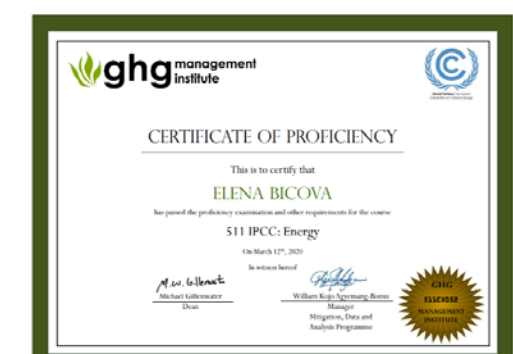 ghg management
institute
CERTIFICATE OF PROFICIENCY
This is to certify that
ELENA BICOVA
has passed the proficiency examination and other requirements for the course
511 IPCC: Energy
On March 12th, 2020
In witness hereof
Michael Gillenwater
Dean
William Kojo Agyemang-Bonsu
Manager
Mitigation, Data and
Analysis Programme
GHG
MANAGEMENT
INSTITUTE